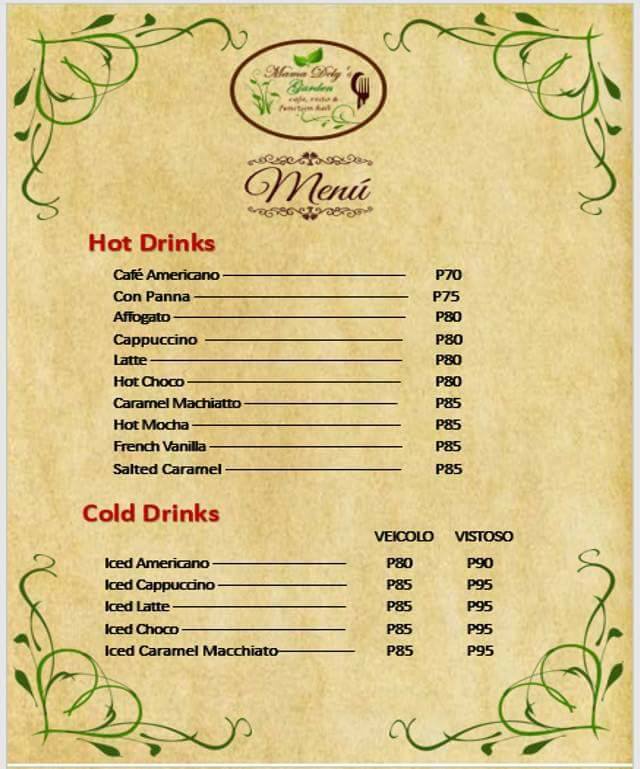 Mama Dely's
Garden
cafe, resto &
function hall
Menú
Hot Drinks
Café Americano P70
Con Panna P75
Affogato P80
Cappuccino P80
Latte P80
Hot Choco P80
Caramel Machiatto P85
Hot Mocha P85
French Vanilla P85
Salted Caramel P85
Cold Drinks
VEICOLO VISTOSO
Iced Americano P80 P90
Iced Cappuccino P85 P95
Iced Latte P85 P95
Iced Choco P85 P95
Iced Caramel Macchiato P85 P95